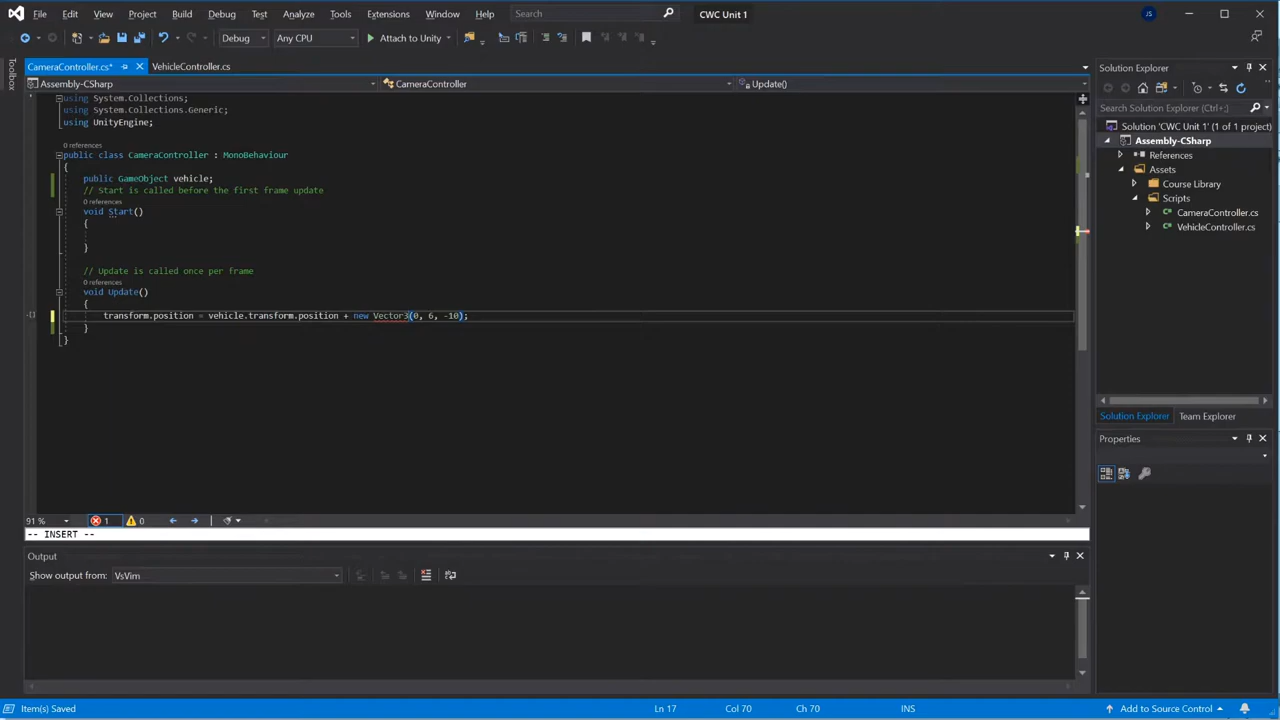 File Edit View Project Build Debug Test Analyze Tools Extensions Window Help Search CWC Unit 1 JS
Debug Any CPU Attach to Unity
CameraController.cs* VehicleController.cs
Toolbox
Assembly-CSharp CameraController Update()
using System.Collections;
using System.Collections.Generic;
using UnityEngine;
0 references
public class CameraController : MonoBehaviour
{
public GameObject vehicle;
// Start is called before the first frame update
0 references
void Start()
{
}
// Update is called once per frame
0 references
void Update()
{
transform.position = vehicle.transform.position + new Vector3(0, 6, -10);
}
}
91 % 1 0
-- INSERT --
Output
Show output from: VsVim
Solution Explorer
Search Solution Explorer (Ctrl+;)
Solution 'CWC Unit 1' (1 of 1 project)
Assembly-CSharp
References
Assets
Course Library
Scripts
CameraController.cs
VehicleController.cs
Solution Explorer Team Explorer
Properties
Item(s) Saved Ln 17 Col 70 Ch 70 INS Add to Source Control